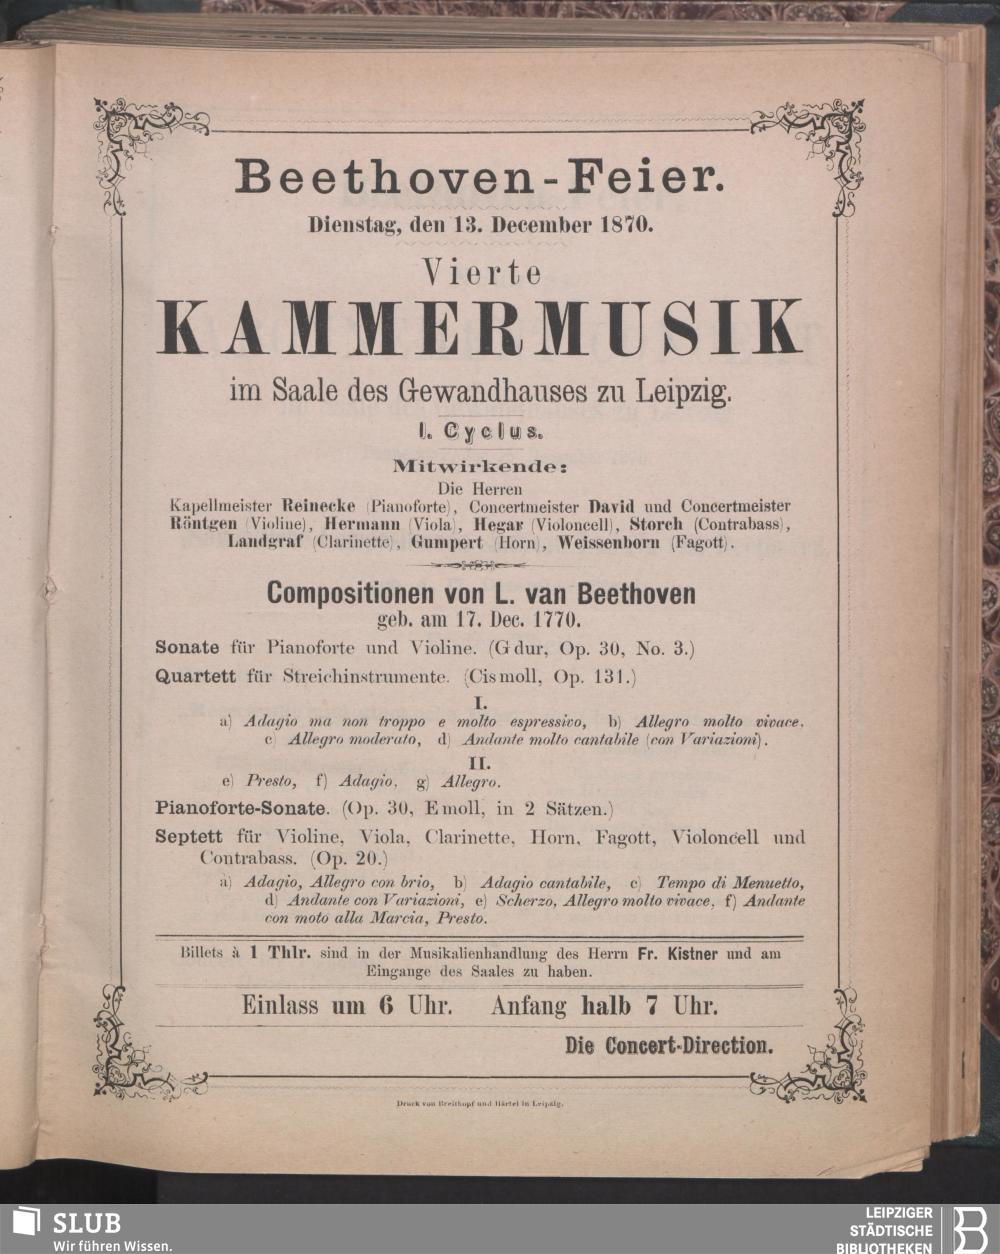 Beethoven-Feier.
Dienstag, den 13. December 1870.
Vierte
KAMMERMUSIK
im Saale des Gewandhauses zu Leipzig.
I. Cyclus.
Mitwirkende:
Die Herren
Kapellmeister Reinecke (Pianoforte), Concertmeister David und Concertmeister
Röntgen (Violine), Hermann (Viola), Hegar (Violoncell), Storch (Contrabass),
Landgraf (Clarinette), Gumpert (Horn), Weissenborn (Fagott).
Compositionen von L. van Beethoven
geb. am 17. Dec. 1770.
Sonate für Pianoforte und Violine. (G dur, Op. 30, No. 3.)
Quartett für Streichinstrumente. (Cis moll, Op. 131.)
I.
a) Adagio ma non troppo e molto espressivo, b) Allegro molto vivace,
c) Allegro moderato, d) Andante molto cantabile (con Variazioni).
II.
e) Presto, f) Adagio, g) Allegro.
Pianoforte-Sonate. (Op. 30, E moll, in 2 Sätzen.)
Septett für Violine, Viola, Clarinette, Horn, Fagott, Violoncell und
Contrabass. (Op. 20.)
a) Adagio, Allegro con brio, b) Adagio cantabile, c) Tempo di Menuetto,
d) Andante con Variazioni, e) Scherzo, Allegro molto vivace, f) Andante
con moto alla Marcia, Presto.
Billets à 1 Thlr. sind in der Musikalienhandlung des Herrn Fr. Kistner und am
Eingange des Saales zu haben.
Einlass um 6 Uhr. Anfang halb 7 Uhr.
Die Concert-Direction.
Druck von Breitkopf und Härtel in Leipzig.
SLUB
Wir führen Wissen.
LEIPZIGER
STÄDTISCHE
BIBLIOTHEKEN